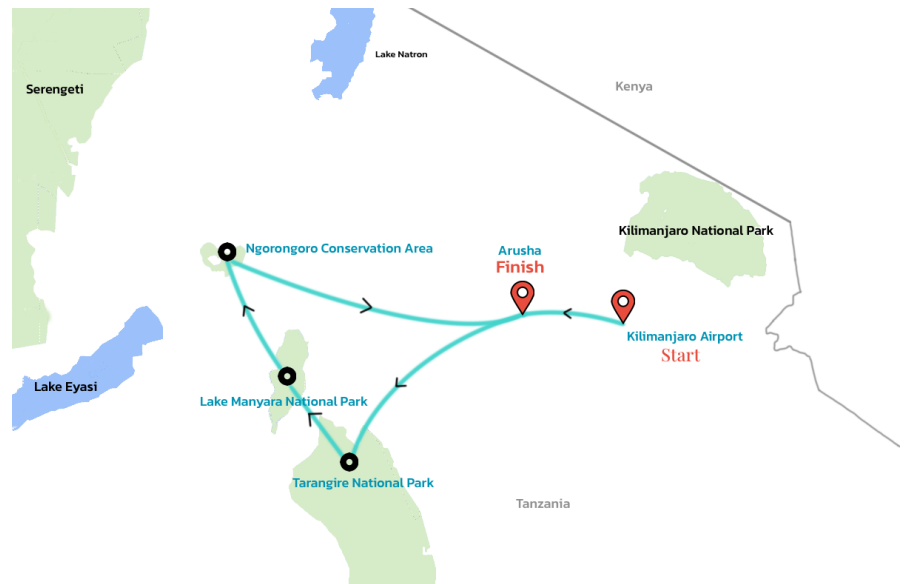 Lake Natron
Serengeti
Kenya
Kilimanjaro National Park
Ngorongoro Conservation Area
Arusha
Finish
Kilimanjaro Airport
Start
Lake Eyasi
Lake Manyara National Park
Tarangire National Park
Tanzania